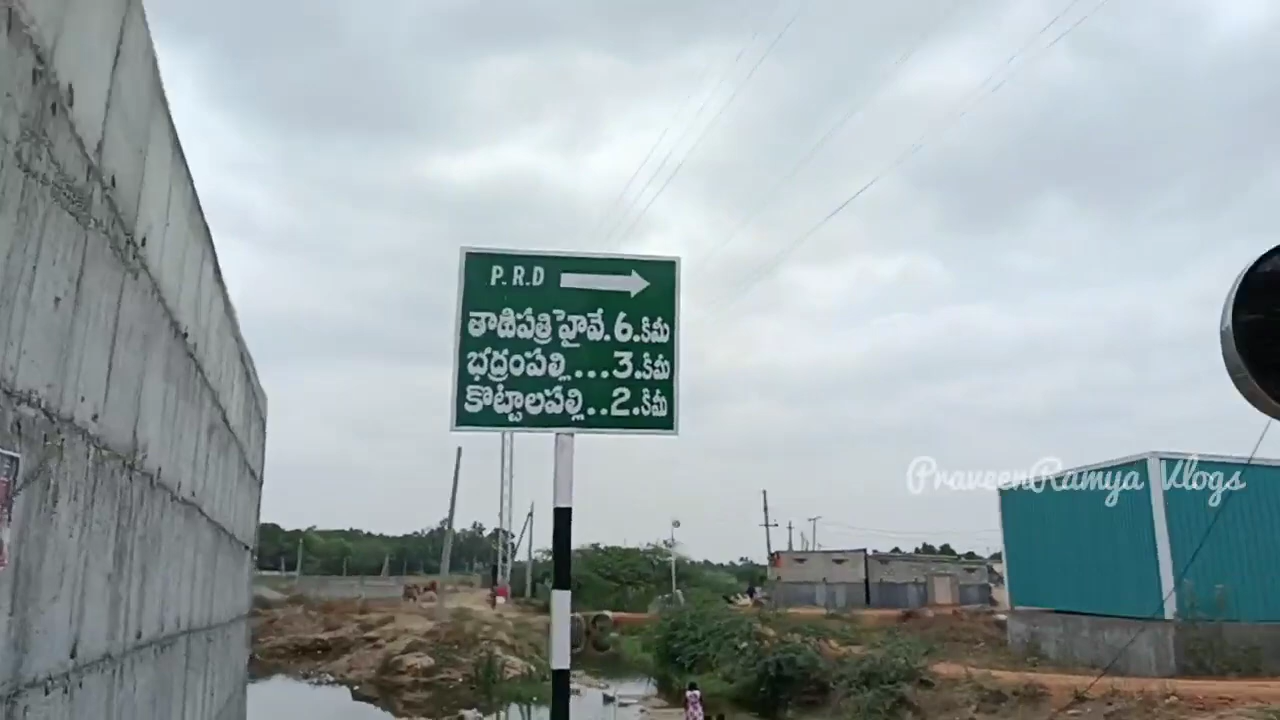 P.R.D
తాడిపత్రి హైవే.6.కిమీ
భద్రంపల్లి...3.కిమీ
కొట్టాలపల్లి..2.కిమీ
PraveenRamya Vlogs